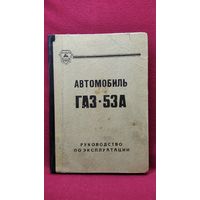 АВТОМОБИЛЬ
ГАЗ-53А
РУКОВОДСТВО
ПО ЭКСПЛУАТАЦИИ